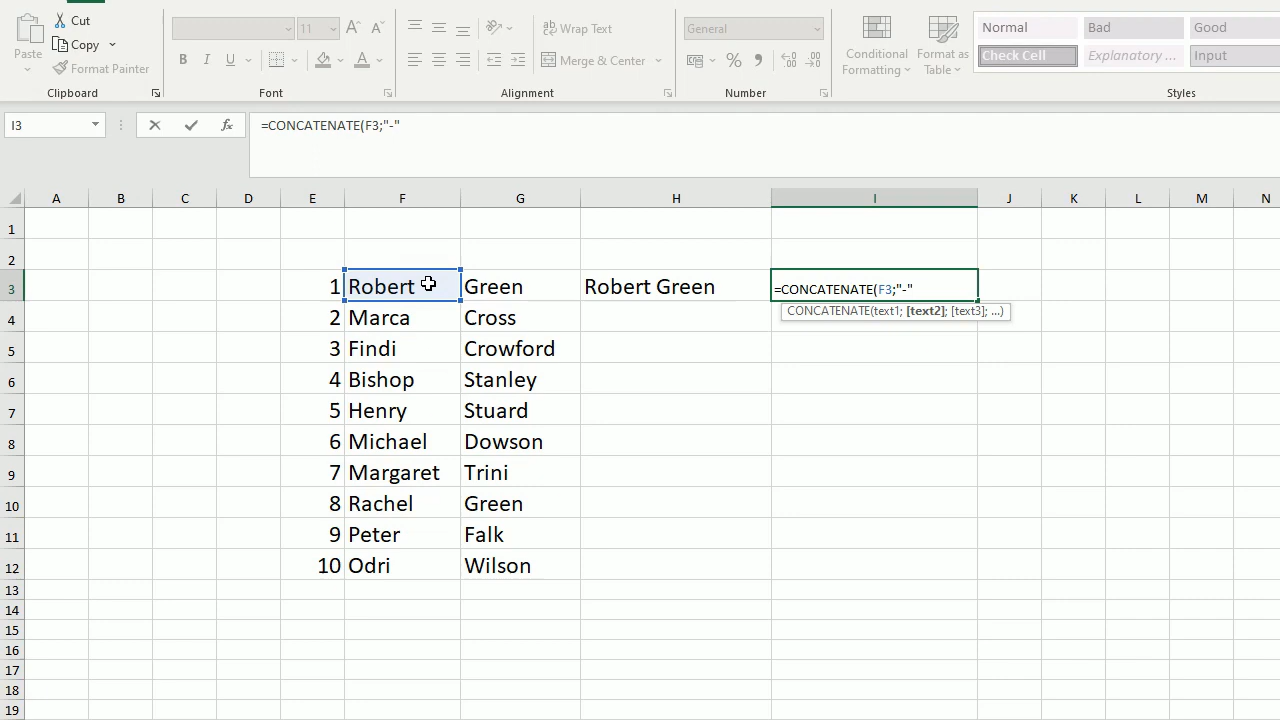 Cut
Copy
Format Painter
Paste
Clipboard
11
A A
B I U
A
Font
ab Wrap Text
Merge & Center
Alignment
General
%
Number
Conditional Formatting
Format as Table
Normal Bad Good
Check Cell Explanatory ... Input
Styles
I3
fx
=CONCATENATE(F3;"-"
A B C D E F G H I J K L M N
1
2
3 1 Robert Green Robert Green =CONCATENATE(F3;"-"
CONCATENATE(text1; [text2]; [text3]; ...)
4 2 Marca Cross
5 3 Findi Crowford
6 4 Bishop Stanley
7 5 Henry Stuard
8 6 Michael Dowson
9 7 Margaret Trini
10 8 Rachel Green
11 9 Peter Falk
12 10 Odri Wilson
13
14
15
16
17
18
19